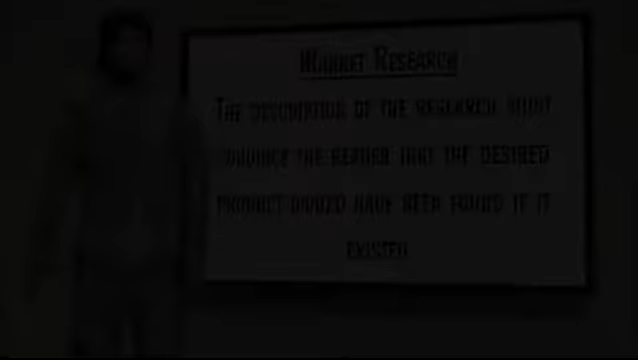 MARKET RESEARCH
THE DOCUMENTATION OF THE RESEARCH MUST
CONVINCE THE READER THAT THE DESIRED
PRODUCT WOULD HAVE BEEN FOUND IF IT
EXISTED